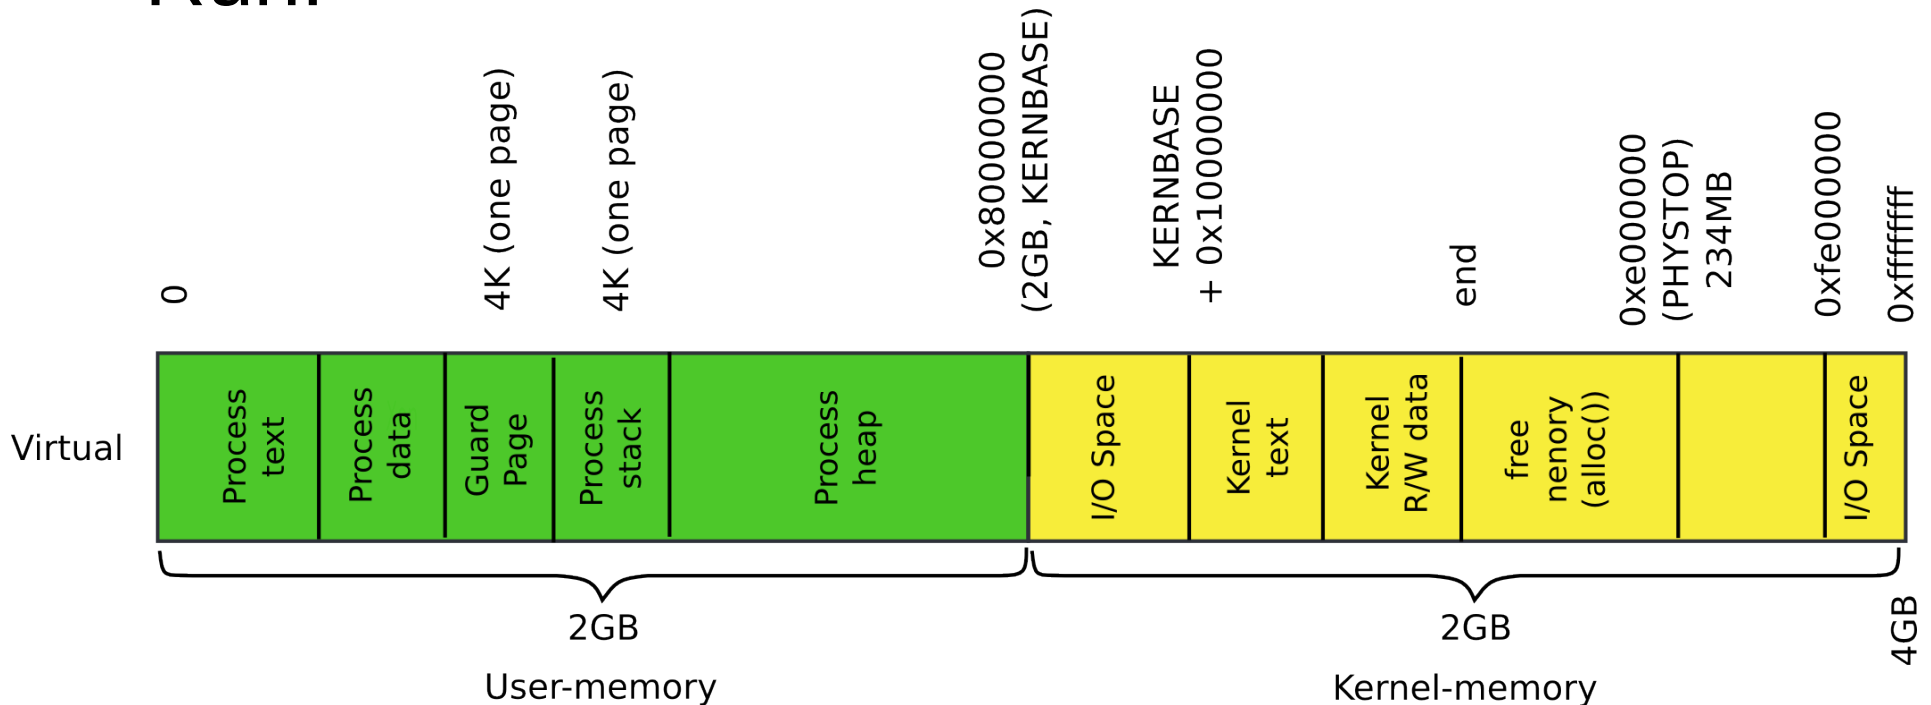 0
4K (one page)
4K (one page)
0x80000000
(2GB, KERNBASE)
KERNBASE
+ 0x10000000
end
0xe000000
(PHYSTOP)
234MB
0xfe000000
0xffffffff
Virtual
Process
text
Process
data
Guard
Page
Process
stack
Process
heap
I/O Space
Kernel
text
Kernel
R/W data
free
nenory
(alloc())
I/O Space
2GB
User-memory
2GB
Kernel-memory
4GB